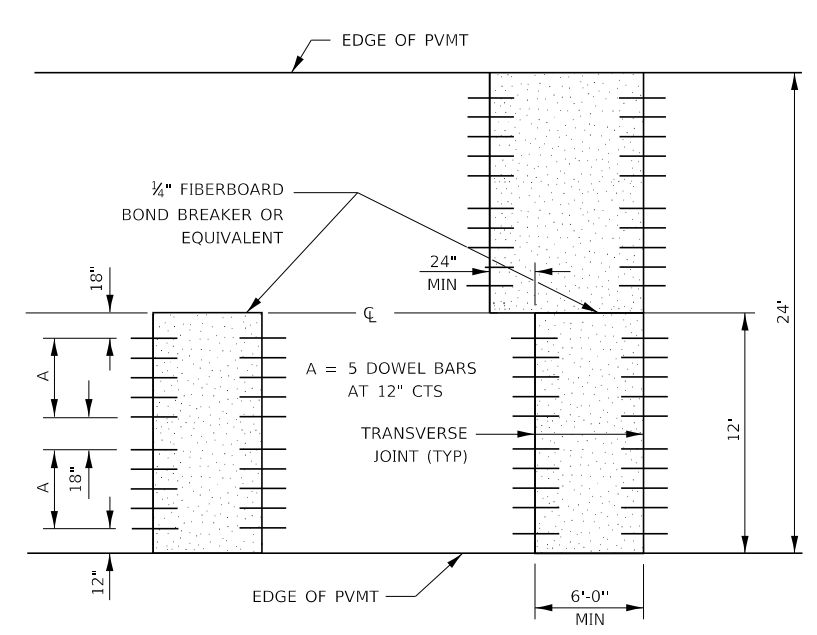 EDGE OF PVMT
¼" FIBERBOARD
BOND BREAKER OR
EQUIVALENT
24"
MIN
18"
℄
24'
A
A = 5 DOWEL BARS
AT 12" CTS
12'
TRANSVERSE
JOINT (TYP)
A
18"
12"
EDGE OF PVMT
6'-0"
MIN